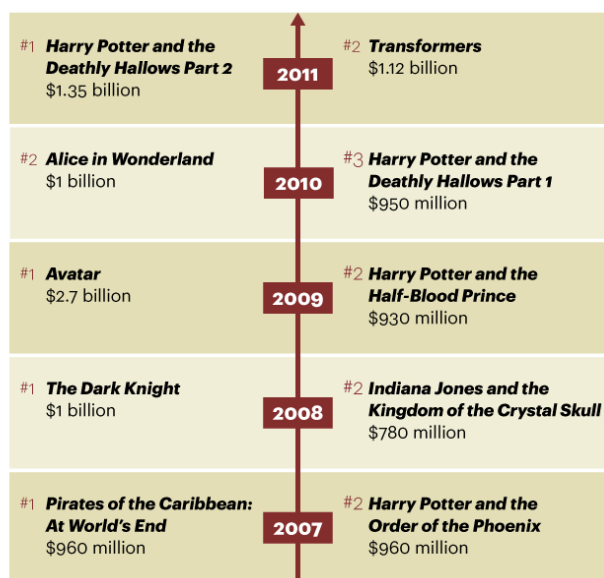 #1 Harry Potter and the
Deathly Hallows Part 2
$1.35 billion
2011
#2 Transformers
$1.12 billion
#2 Alice in Wonderland
$1 billion
2010
#3 Harry Potter and the
Deathly Hallows Part 1
$950 million
#1 Avatar
$2.7 billion
2009
#2 Harry Potter and the
Half-Blood Prince
$930 million
#1 The Dark Knight
$1 billion
2008
#2 Indiana Jones and the
Kingdom of the Crystal Skull
$780 million
#1 Pirates of the Caribbean:
At World's End
$960 million
2007
#2 Harry Potter and the
Order of the Phoenix
$960 million